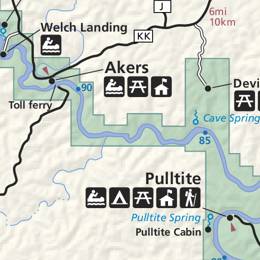 J
6mi
10km
Welch Landing
KK
Akers
90
Toll ferry
Devi
Cave Spring
85
Pulltite
Pulltite Spring
Pulltite Cabin